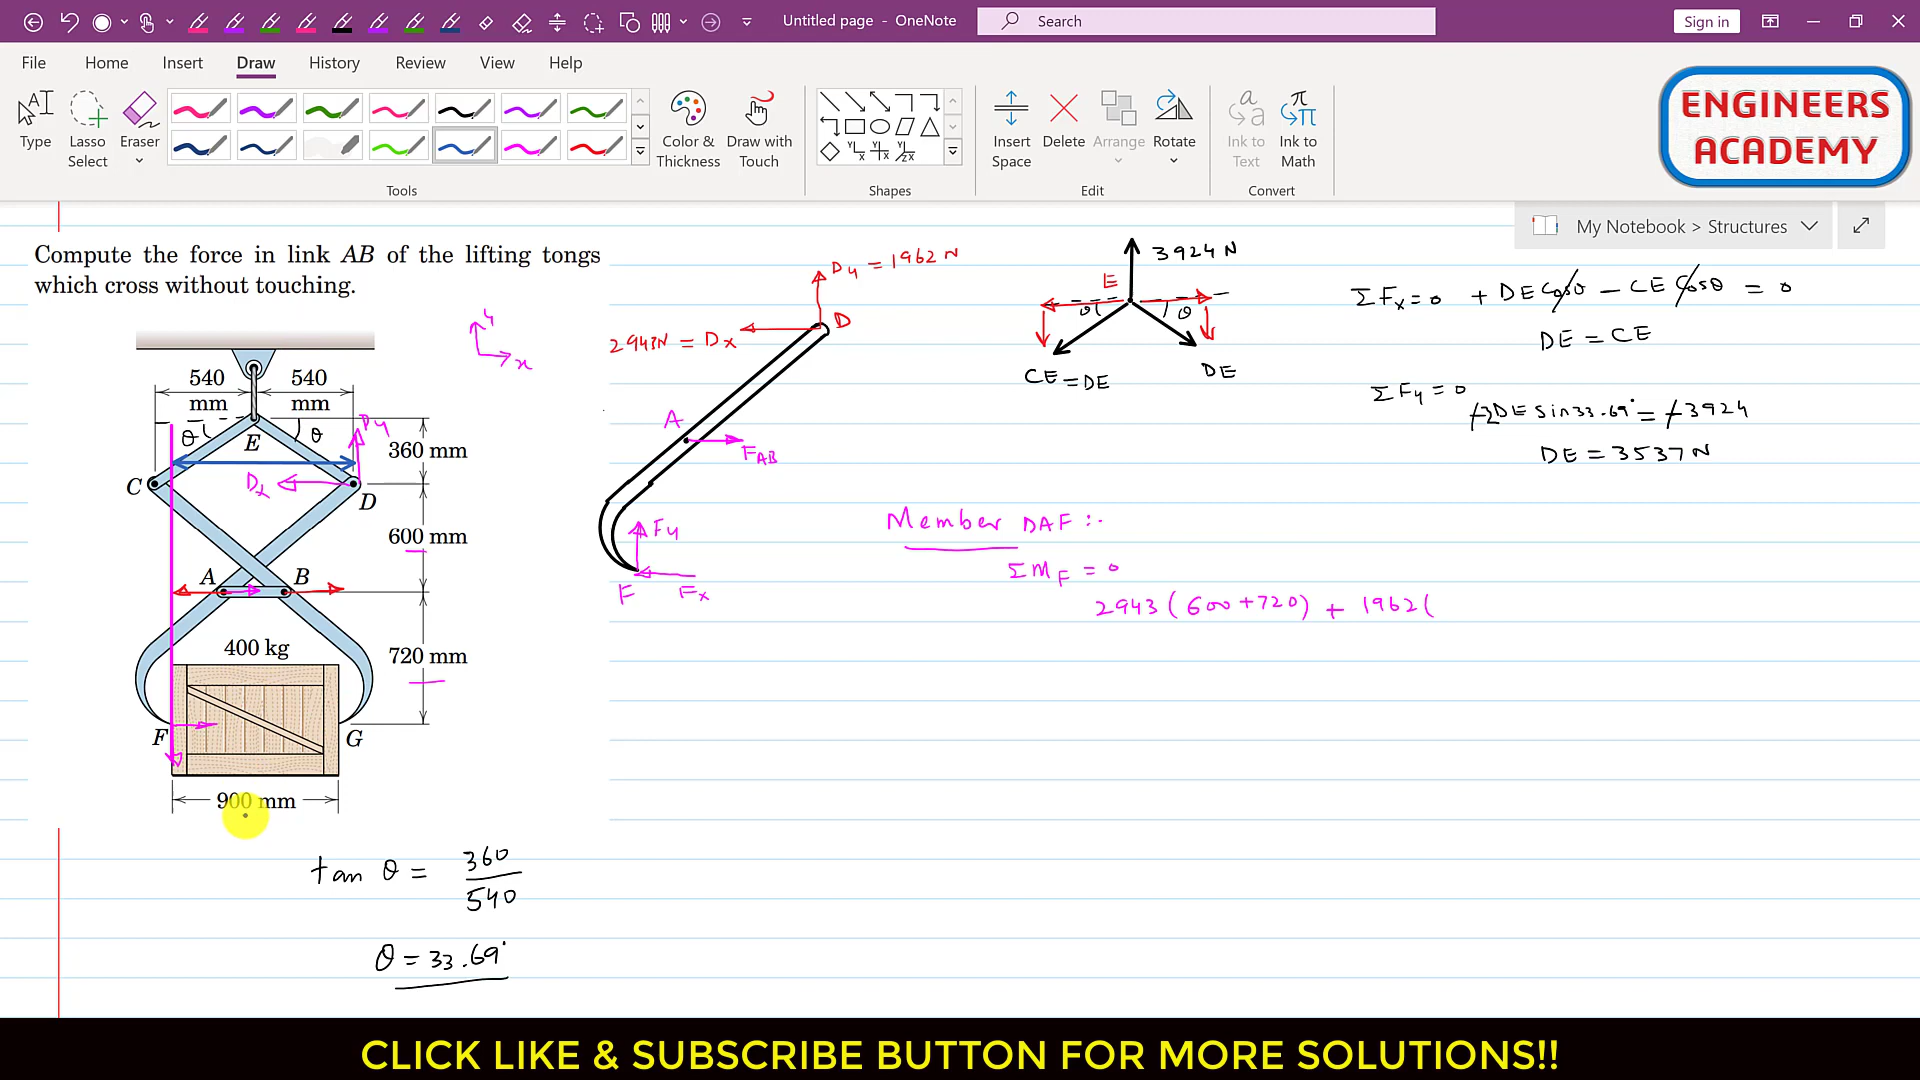 Untitled page - OneNote
Search
Sign in
File Home Insert Draw History Review View Help
Type
Lasso Select
Eraser
Color & Thickness
Draw with Touch
Insert Space
Delete
Arrange
Rotate
Ink to Text
Ink to Math
Tools
Shapes
Edit
Convert
ENGINEERS
ACADEMY
My Notebook > Structures
Compute the force in link AB of the lifting tongs
which cross without touching.
y
x
540 mm
540 mm
θ
θ
E
Dy
360 mm
C
Dx
D
600 mm
A
B
400 kg
720 mm
F
G
900 mm
tan θ = 360/540
θ = 33.69°
Dy = 1962 N
2943N = Dx
D
A
FAB
Fy
F
Fx
3924 N
E
θ
θ
CE = DE
DE
ΣFx = 0 + DE Cosθ – CE Cosθ = 0
DE = CE
ΣFy = 0
-2DE sin33.69° = -3924
DE = 3537 N
Member DAF :-
ΣMF = 0
2943(600+720) + 1962(
CLICK LIKE & SUBSCRIBE BUTTON FOR MORE SOLUTIONS!!